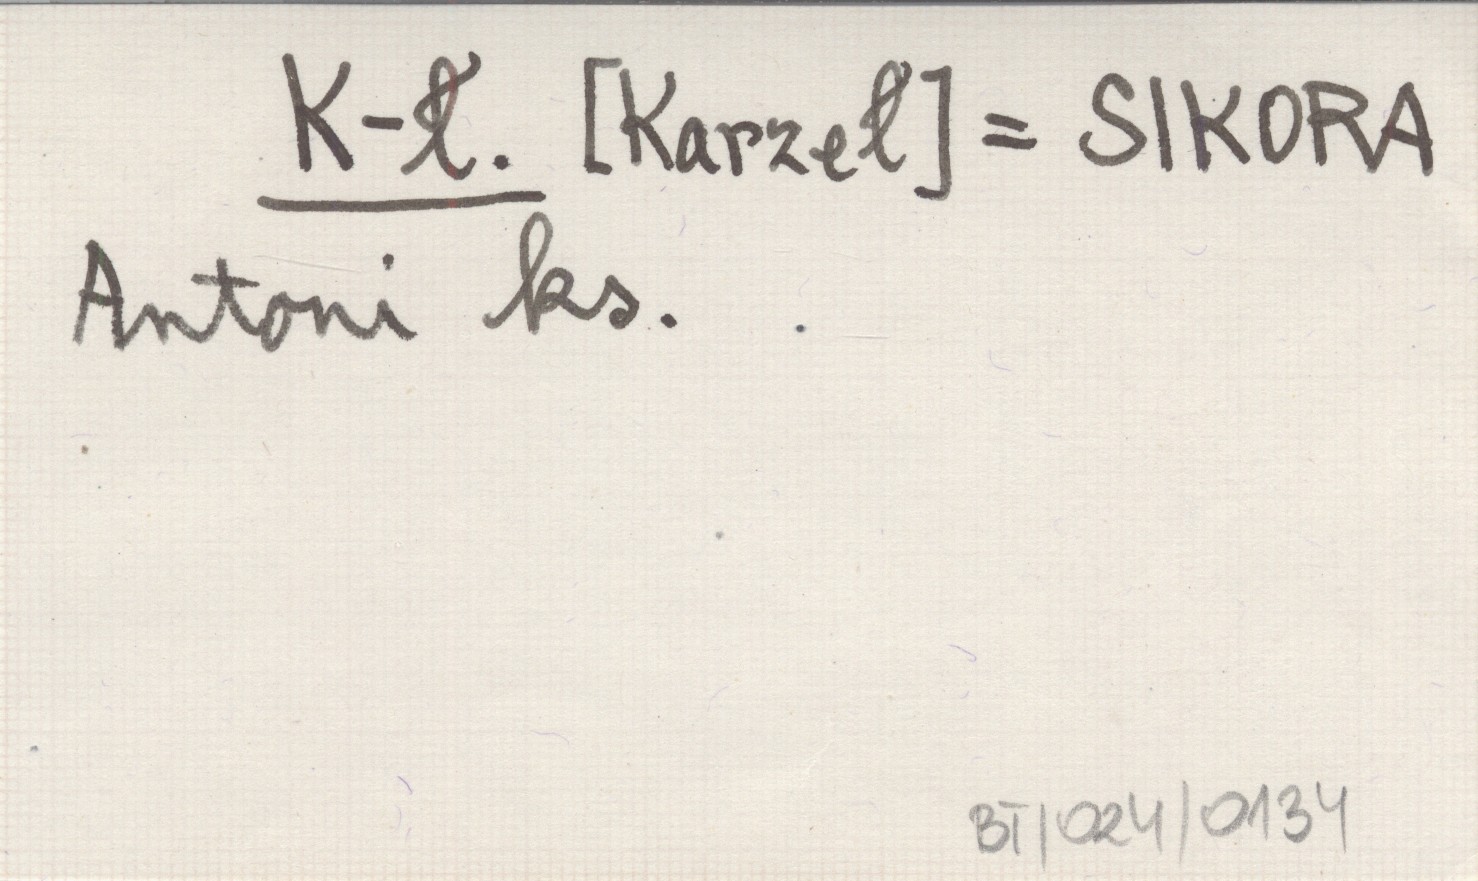 K-ł. [Karzeł] = SIKORA
Antoni ks.
BT/024/0134